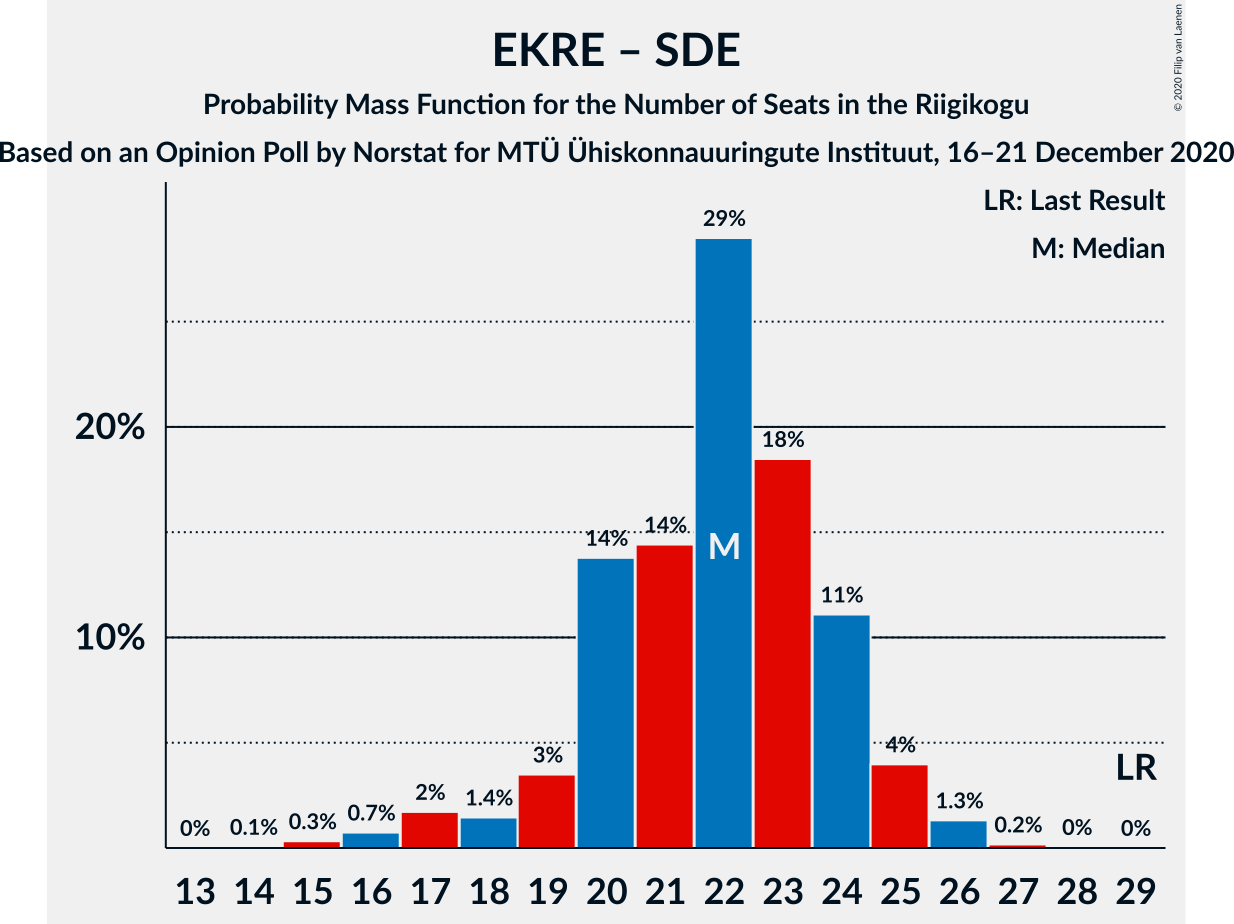 EKRE – SDE
Probability Mass Function for the Number of Seats in the Riigikogu
Based on an Opinion Poll by Norstat for MTÜ Ühiskonnauuringute Instituut, 16–21 December 2020
© 2020 Filip van Laenen
LR: Last Result
M: Median
29%
20%
18%
14% 14%
M
11%
10%
4%
3%
LR
2%
1.4%
1.3%
0% 0.1% 0.3% 0.7%
0.2% 0% 0%
13 14 15 16 17 18 19 20 21 22 23 24 25 26 27 28 29